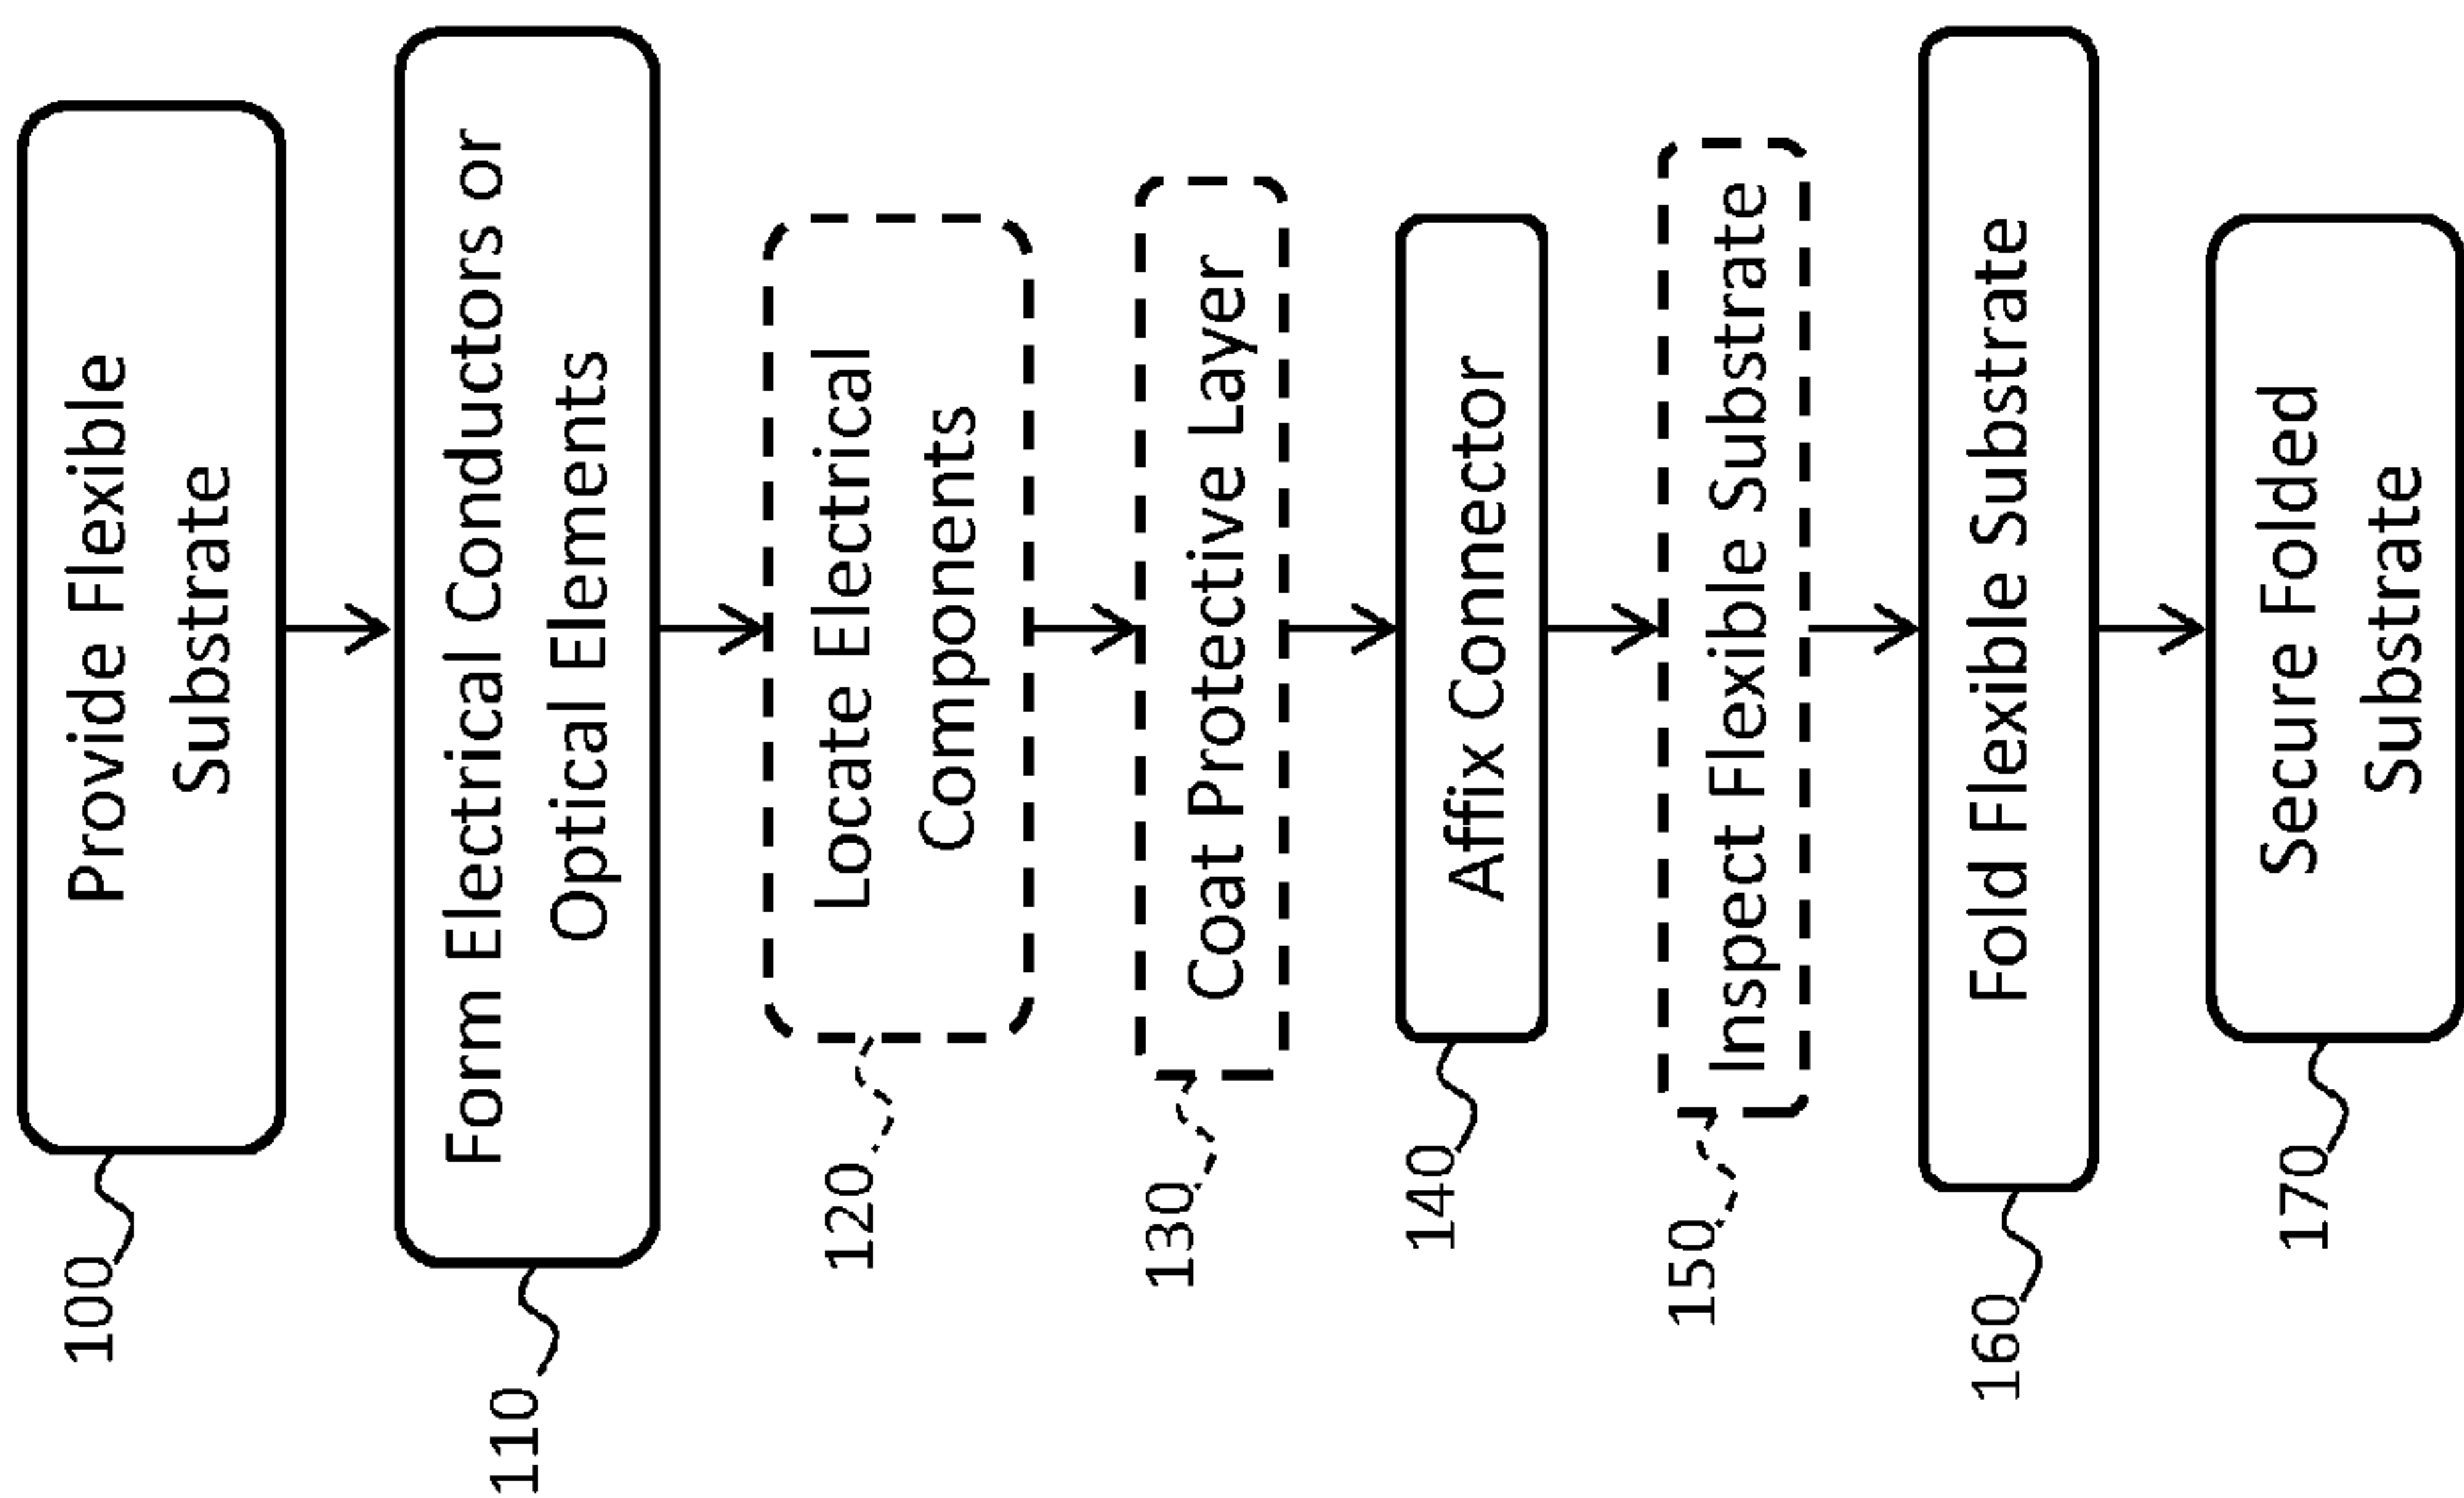 100
Provide Flexible
Substrate
110
Form Electrical Conductors or
Optical Elements
120
Locate Electrical
Components
130
Coat Protective Layer
140
Affix Connector
150
Inspect Flexible Substrate
160
Fold Flexible Substrate
170
Secure Folded
Substrate